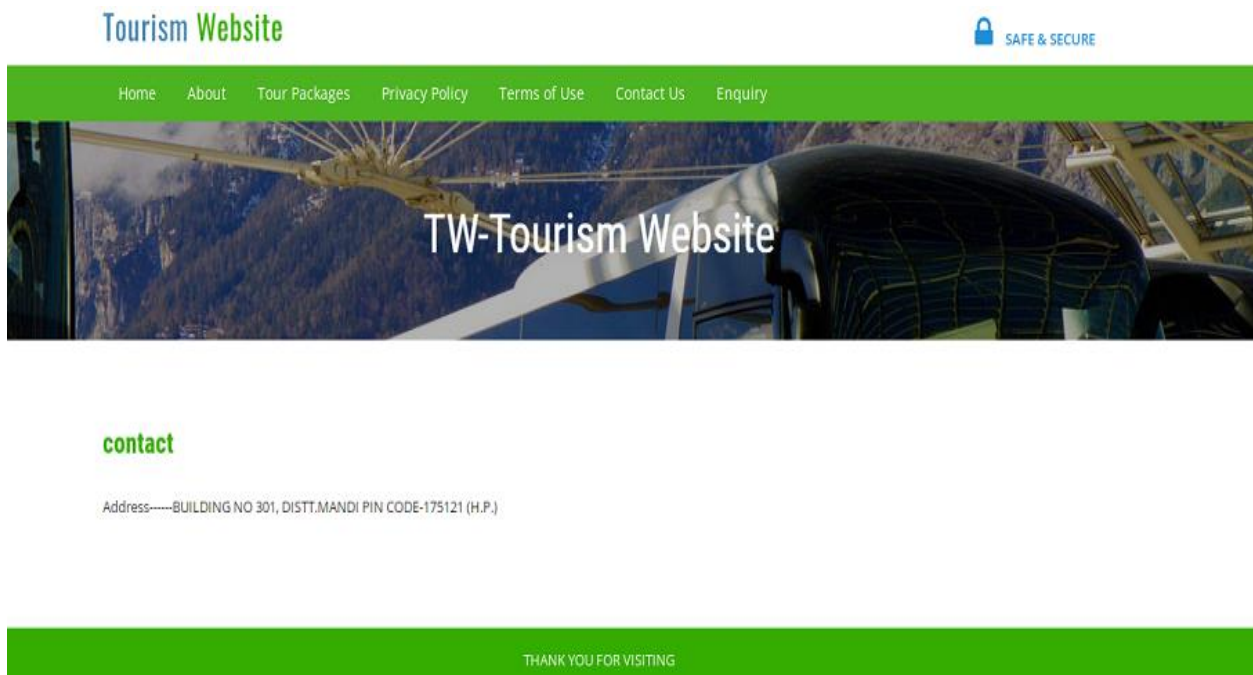 Tourism Website
SAFE & SECURE
Home About Tour Packages Privacy Policy Terms of Use Contact Us Enquiry
TW-Tourism Website
contact
Address------BUILDING NO 301, DISTT.MANDI PIN CODE-175121 (H.P.)
THANK YOU FOR VISITING